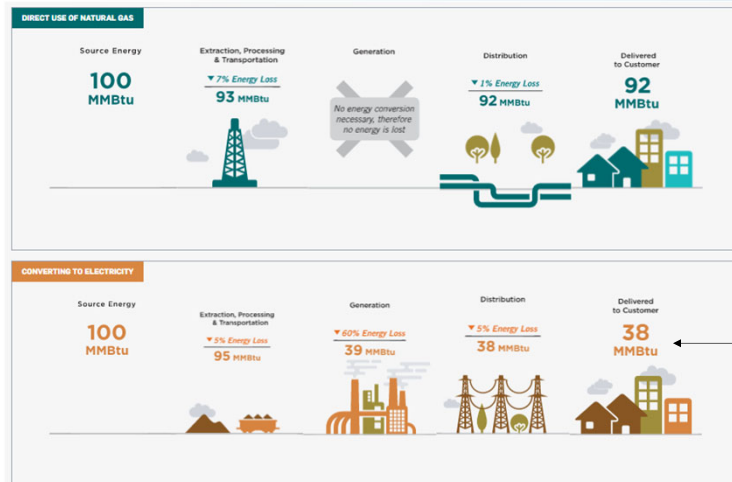 DIRECT USE OF NATURAL GAS
Source Energy
100
MMBtu
Extraction, Processing
& Transportation
▼ 7% Energy Loss
93 MMBtu
Generation
No energy conversion
necessary, therefore
no energy is lost
Distribution
▼ 1% Energy Loss
92 MMBtu
Delivered
to Customer
92
MMBtu
CONVERTING TO ELECTRICITY
Source Energy
100
MMBtu
Extraction, Processing
& Transportation
▼ 5% Energy Loss
95 MMBtu
Generation
▼ 60% Energy Loss
39 MMBtu
Distribution
▼ 5% Energy Loss
38 MMBtu
Delivered
to Customer
38
MMBtu